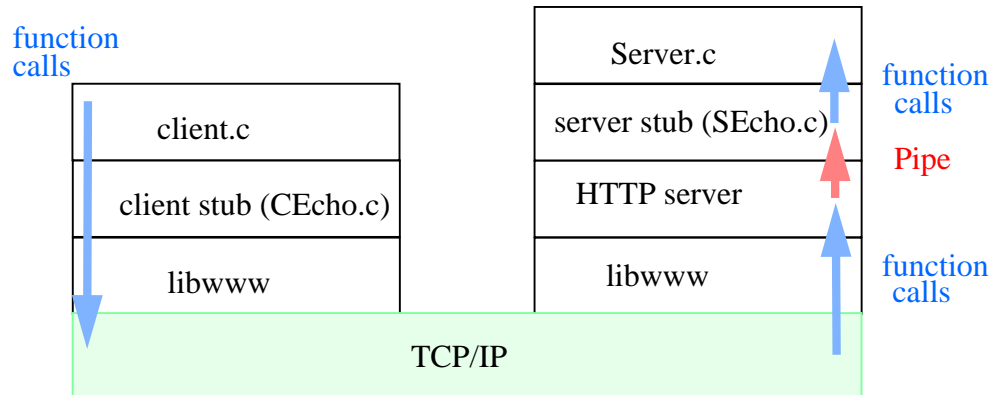 function
calls
client.c
client stub (CEcho.c)
libwww
Server.c
server stub (SEcho.c)
HTTP server
libwww
function
calls
Pipe
function
calls
TCP/IP